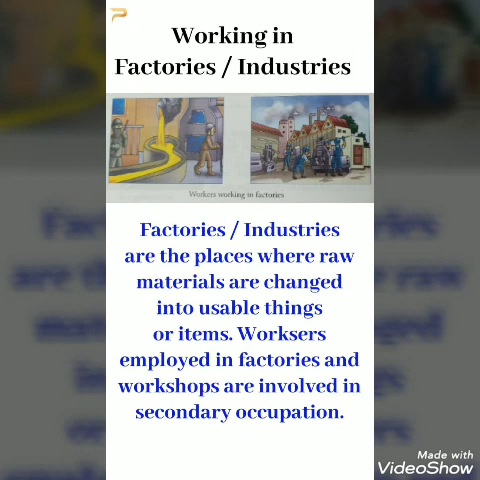 Working in
Factories / Industries
Workers working in factories
Factories / Industries
are the places where raw
materials are changed
into usable things
or items. Worksers
employed in factories and
workshops are involved in
secondary occupation.
Made with
VideoShow